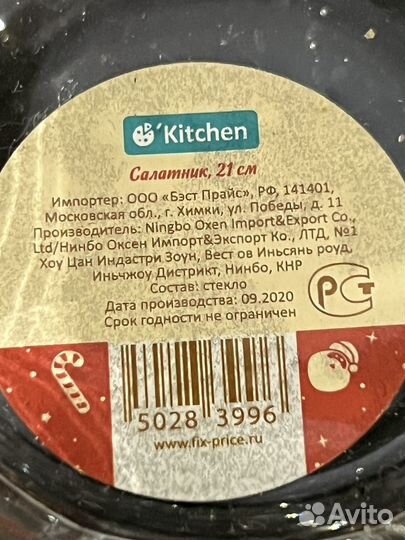 'Kitchen
Салатник, 21 см
Импортер: ООО «Бэст Прайс», РФ, 141401,
Московская обл., г. Химки, ул. Победы, д. 11
Производитель: Ningbo Oxen Import&Export Co.,
Ltd/Нинбо Оксен Импорт&Экспорт Ко., ЛТД, №1
Хоу Цан Индастри Зоун, Вест ов Иньсянь роуд,
Иньчжоу Дистрикт, Нинбо, КНР
Состав: стекло
Дата производства: 09.2020
Срок годности не ограничен
РСТ
5028 3996
www.fix-price.ru
Avito